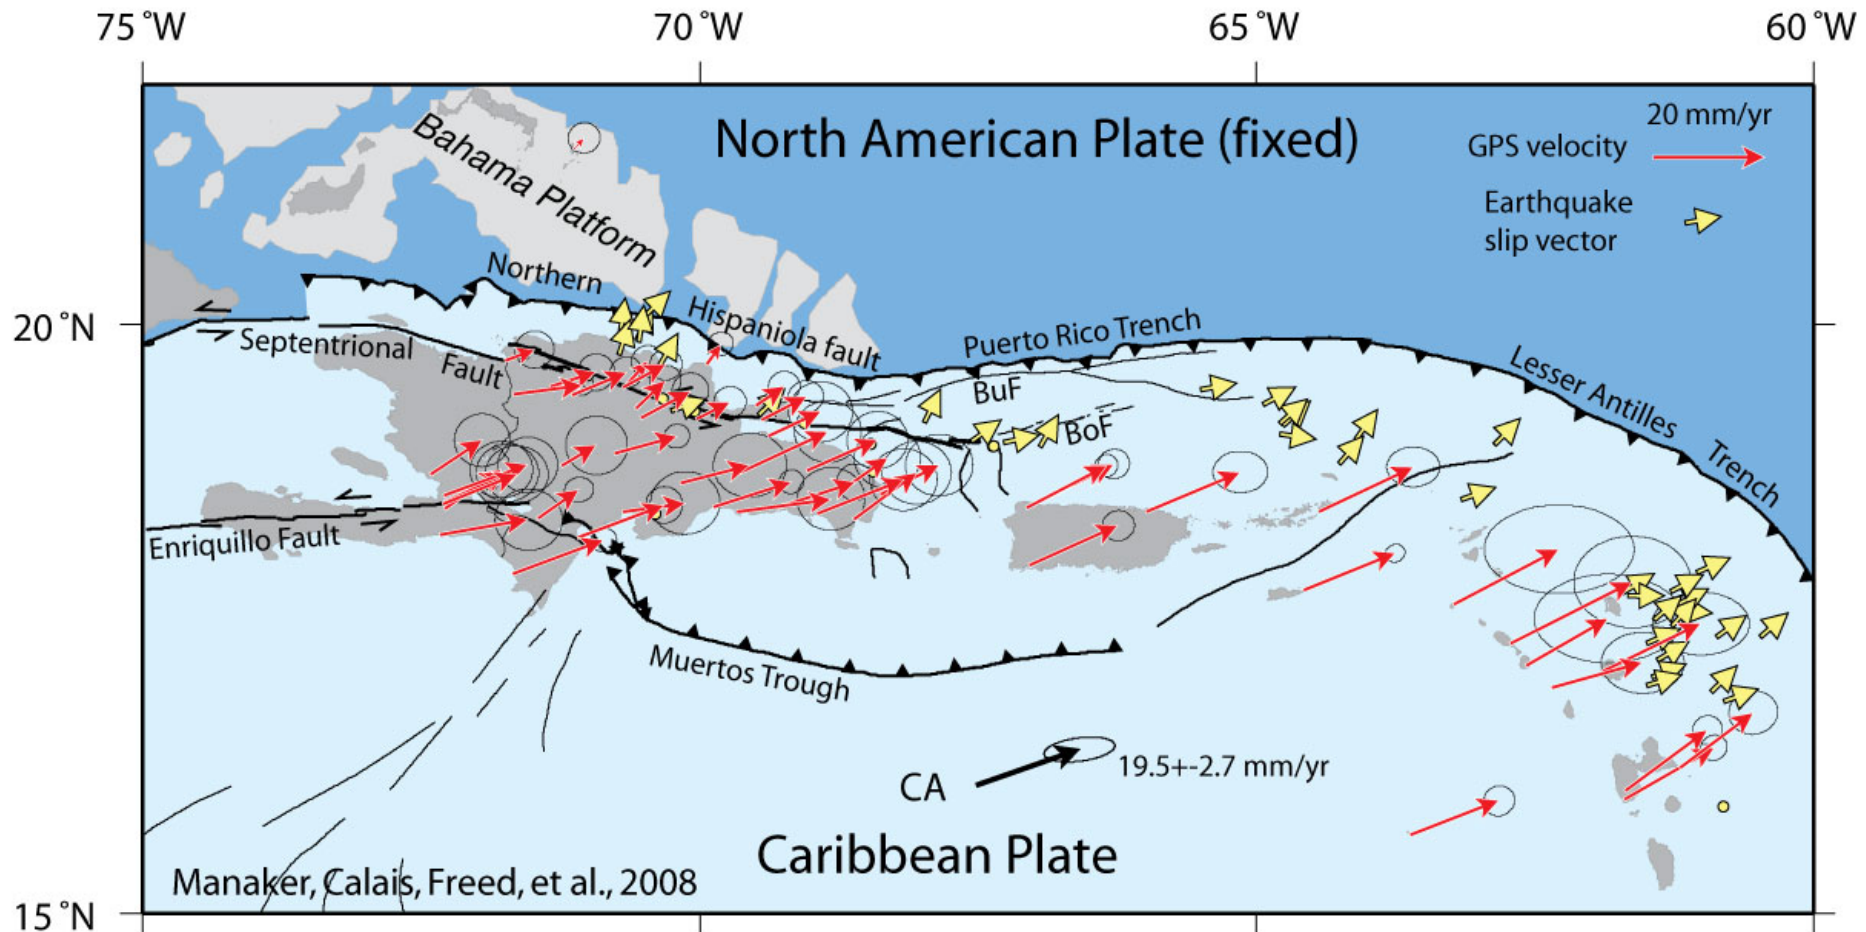 75°W 70°W 65°W 60°W
20°N
15°N
North American Plate (fixed)
20 mm/yr
GPS velocity
Earthquake
slip vector
Bahama Platform
Northern
Hispaniola fault
Puerto Rico Trench
Septentrional
Fault
BuF
BoF
Lesser Antilles
Trench
Enriquillo Fault
Muertos Trough
CA
19.5+-2.7 mm/yr
Caribbean Plate
Manaker, Calais, Freed, et al., 2008